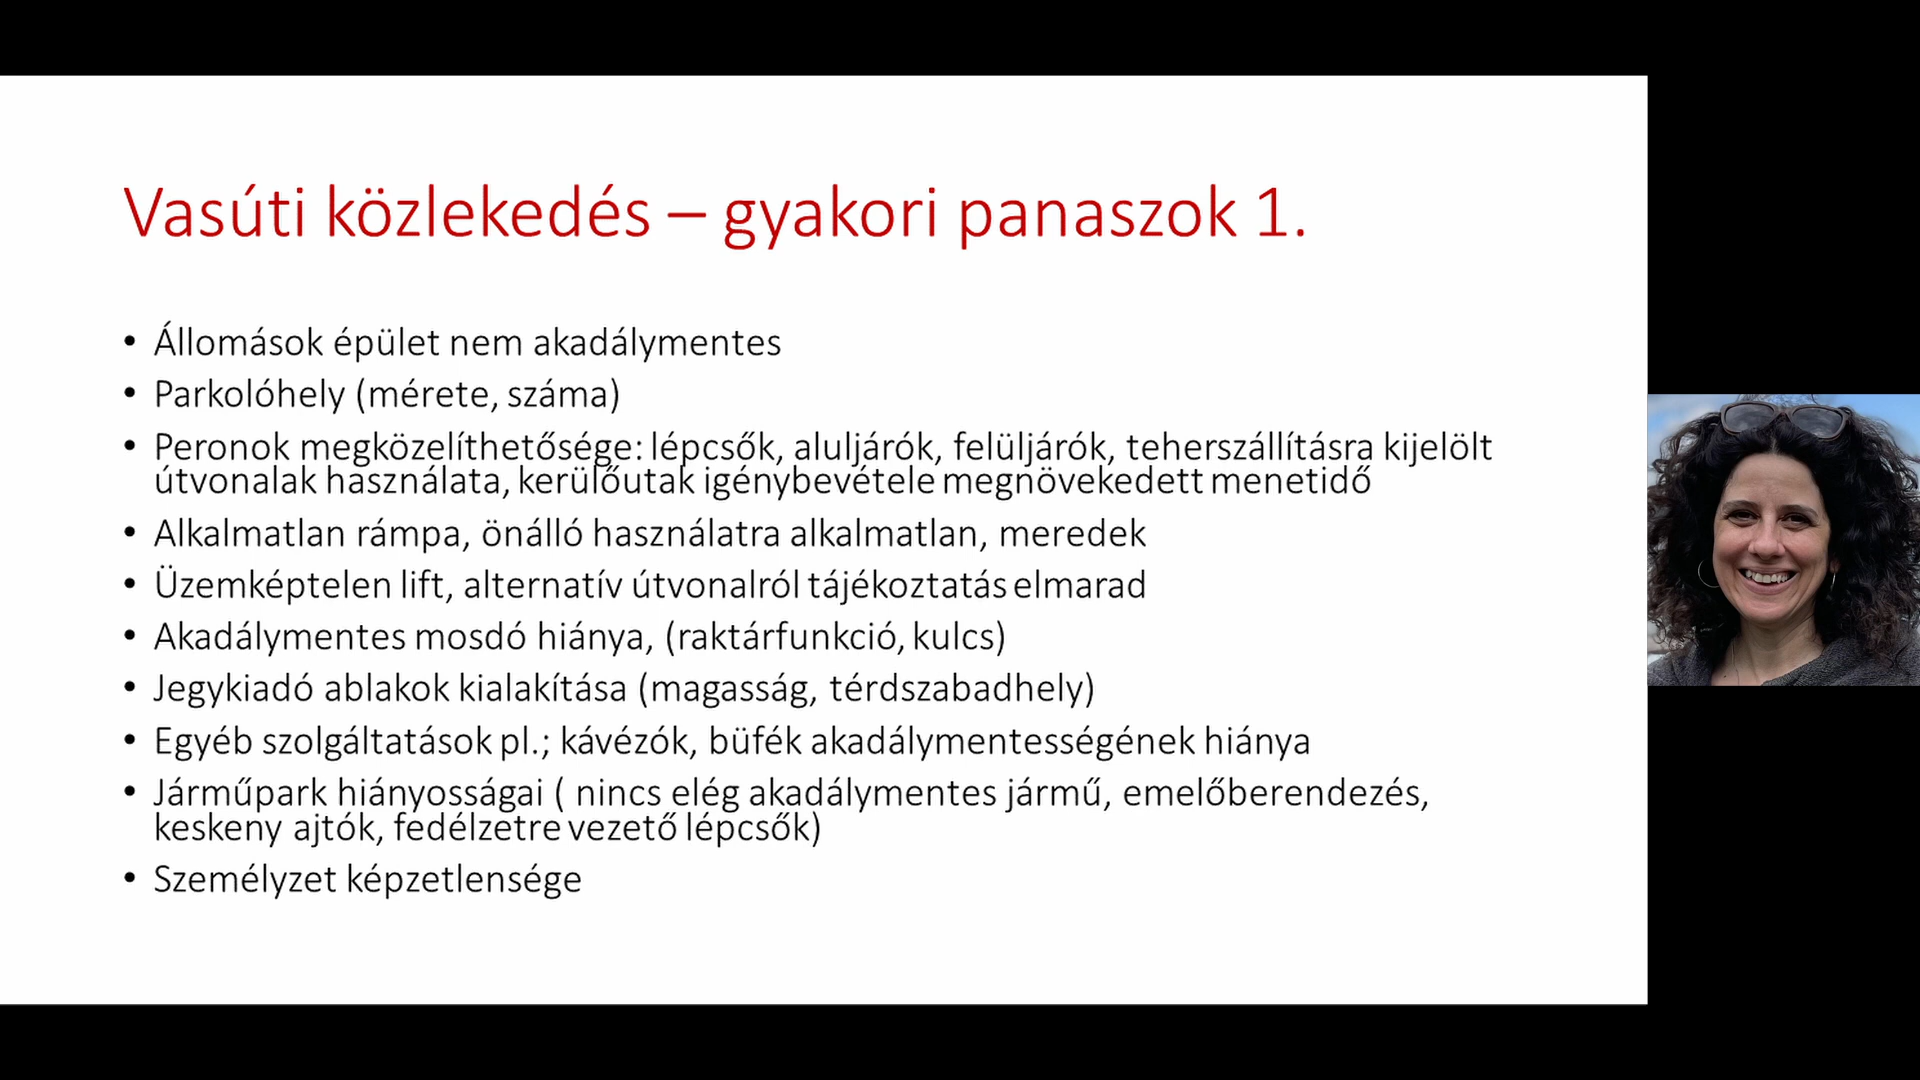 Vasúti közlekedés – gyakori panaszok 1.
• Állomások épület nem akadálymentes
• Parkolóhely (mérete, száma)
• Peronok megközelíthetősége: lépcsők, aluljárók, felüljárók, teherszállításra kijelölt
útvonalak használata, kerülőutak igénybevétele megnövekedett menetidő
• Alkalmatlan rámpa, önálló használatra alkalmatlan, meredek
• Üzemképtelen lift, alternatív útvonalról tájékoztatás elmarad
• Akadálymentes mosdó hiánya, (raktárfunkció, kulcs)
• Jegykiadó ablakok kialakítása (magasság, térdszabadhely)
• Egyéb szolgáltatások pl.; kávézók, büfék akadálymentességének hiánya
• Járműpark hiányosságai ( nincs elég akadálymentes jármű, emelőberendezés,
keskeny ajtók, fedélzetre vezető lépcsők)
• Személyzet képzetlensége